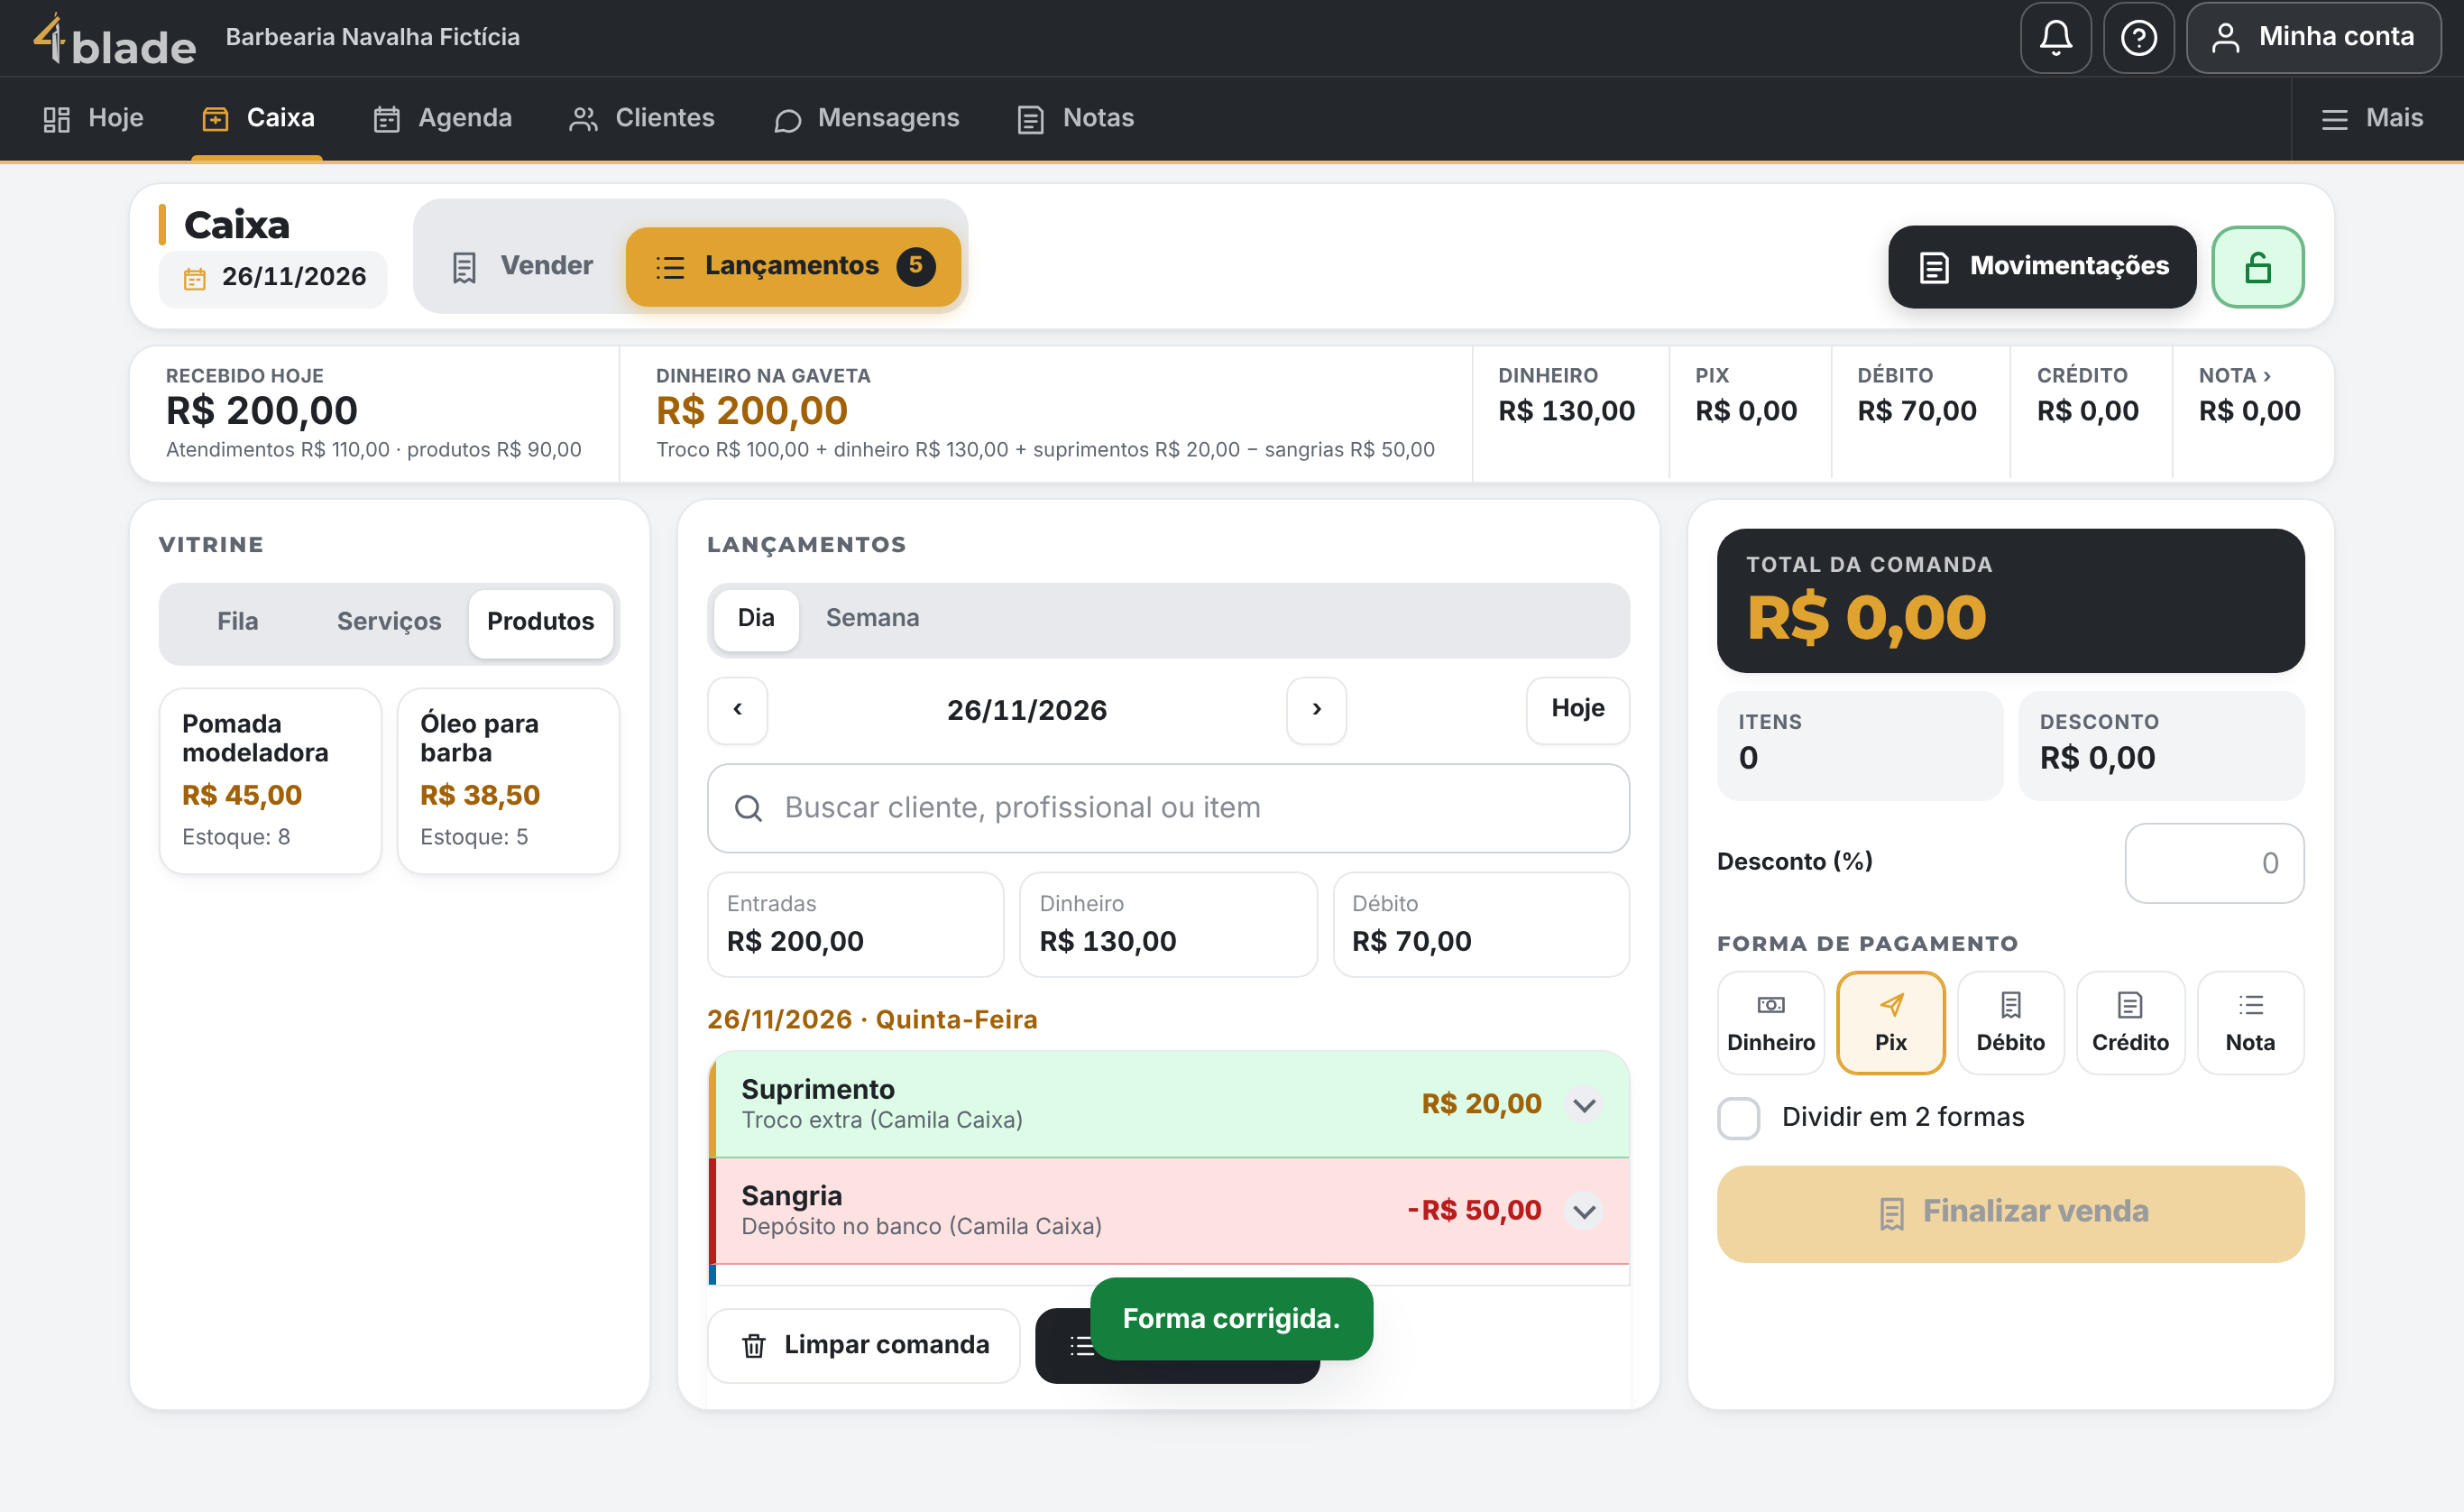 4blade
Barbearia Navalha Fictícia
Minha conta
Hoje
Caixa
Agenda
Clientes
Mensagens
Notas
Mais
Caixa
26/11/2026
Vender
Lançamentos 5
Movimentações
RECEBIDO HOJE
R$ 200,00
Atendimentos R$ 110,00 · produtos R$ 90,00
DINHEIRO NA GAVETA
R$ 200,00
Troco R$ 100,00 + dinheiro R$ 130,00 + suprimentos R$ 20,00 − sangrias R$ 50,00
DINHEIRO
R$ 130,00
PIX
R$ 0,00
DÉBITO
R$ 70,00
CRÉDITO
R$ 0,00
NOTA ›
R$ 0,00
VITRINE
Fila
Serviços
Produtos
Pomada
modeladora
R$ 45,00
Estoque: 8
Óleo para
barba
R$ 38,50
Estoque: 5
LANÇAMENTOS
Dia
Semana
‹
26/11/2026
›
Hoje
Buscar cliente, profissional ou item
Entradas
R$ 200,00
Dinheiro
R$ 130,00
Débito
R$ 70,00
26/11/2026 · Quinta-Feira
Suprimento
Troco extra (Camila Caixa)
R$ 20,00
Sangria
Depósito no banco (Camila Caixa)
-R$ 50,00
Limpar comanda
Forma corrigida.
TOTAL DA COMANDA
R$ 0,00
ITENS
0
DESCONTO
R$ 0,00
Desconto (%)
0
FORMA DE PAGAMENTO
Dinheiro
Pix
Débito
Crédito
Nota
Dividir em 2 formas
Finalizar venda